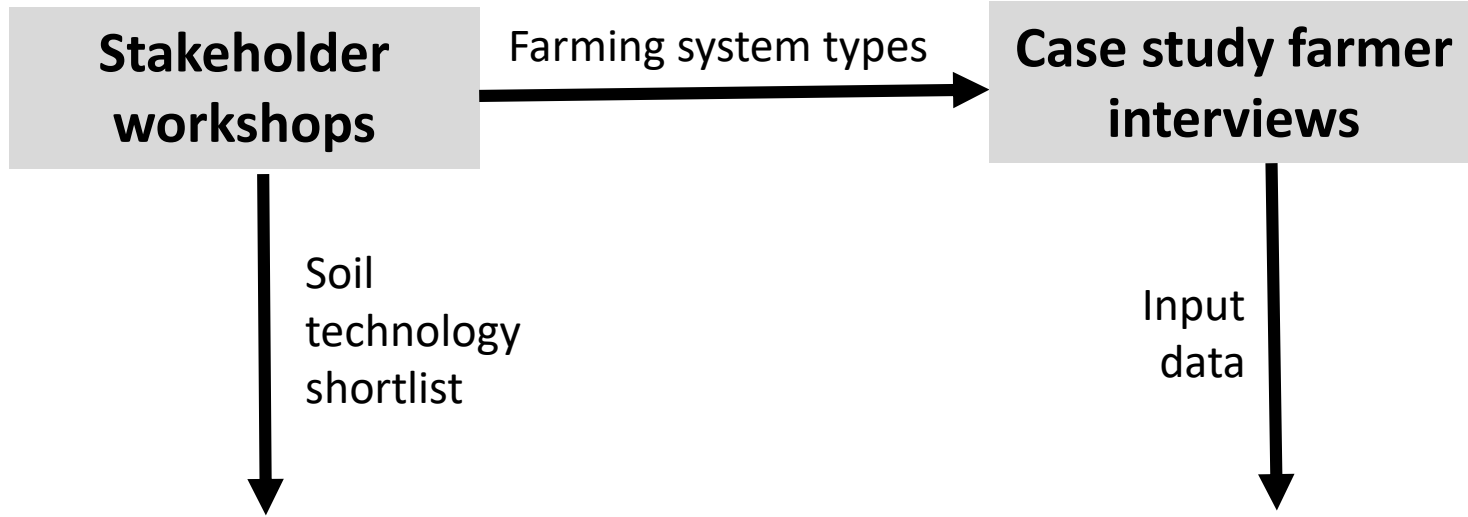 Stakeholder
workshops
Farming system types
Case study farmer
interviews
Soil
technology
shortlist
Input
data